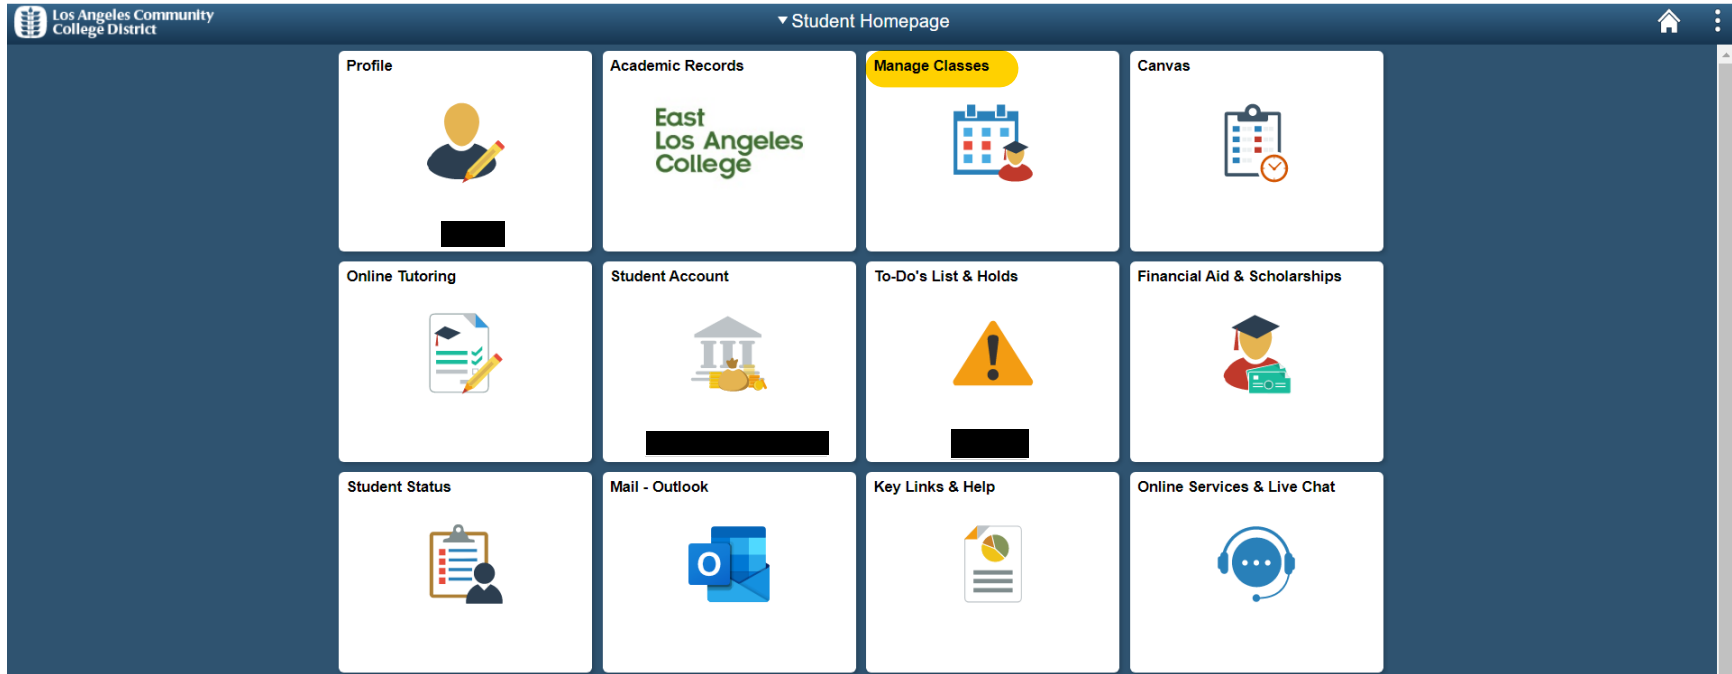 Los Angeles Community
College District
Student Homepage
Profile
Academic Records
East
Los Angeles
College
Manage Classes
Canvas
Online Tutoring
Student Account
To-Do's List & Holds
Financial Aid & Scholarships
Student Status
Mail - Outlook
O
Key Links & Help
Online Services & Live Chat